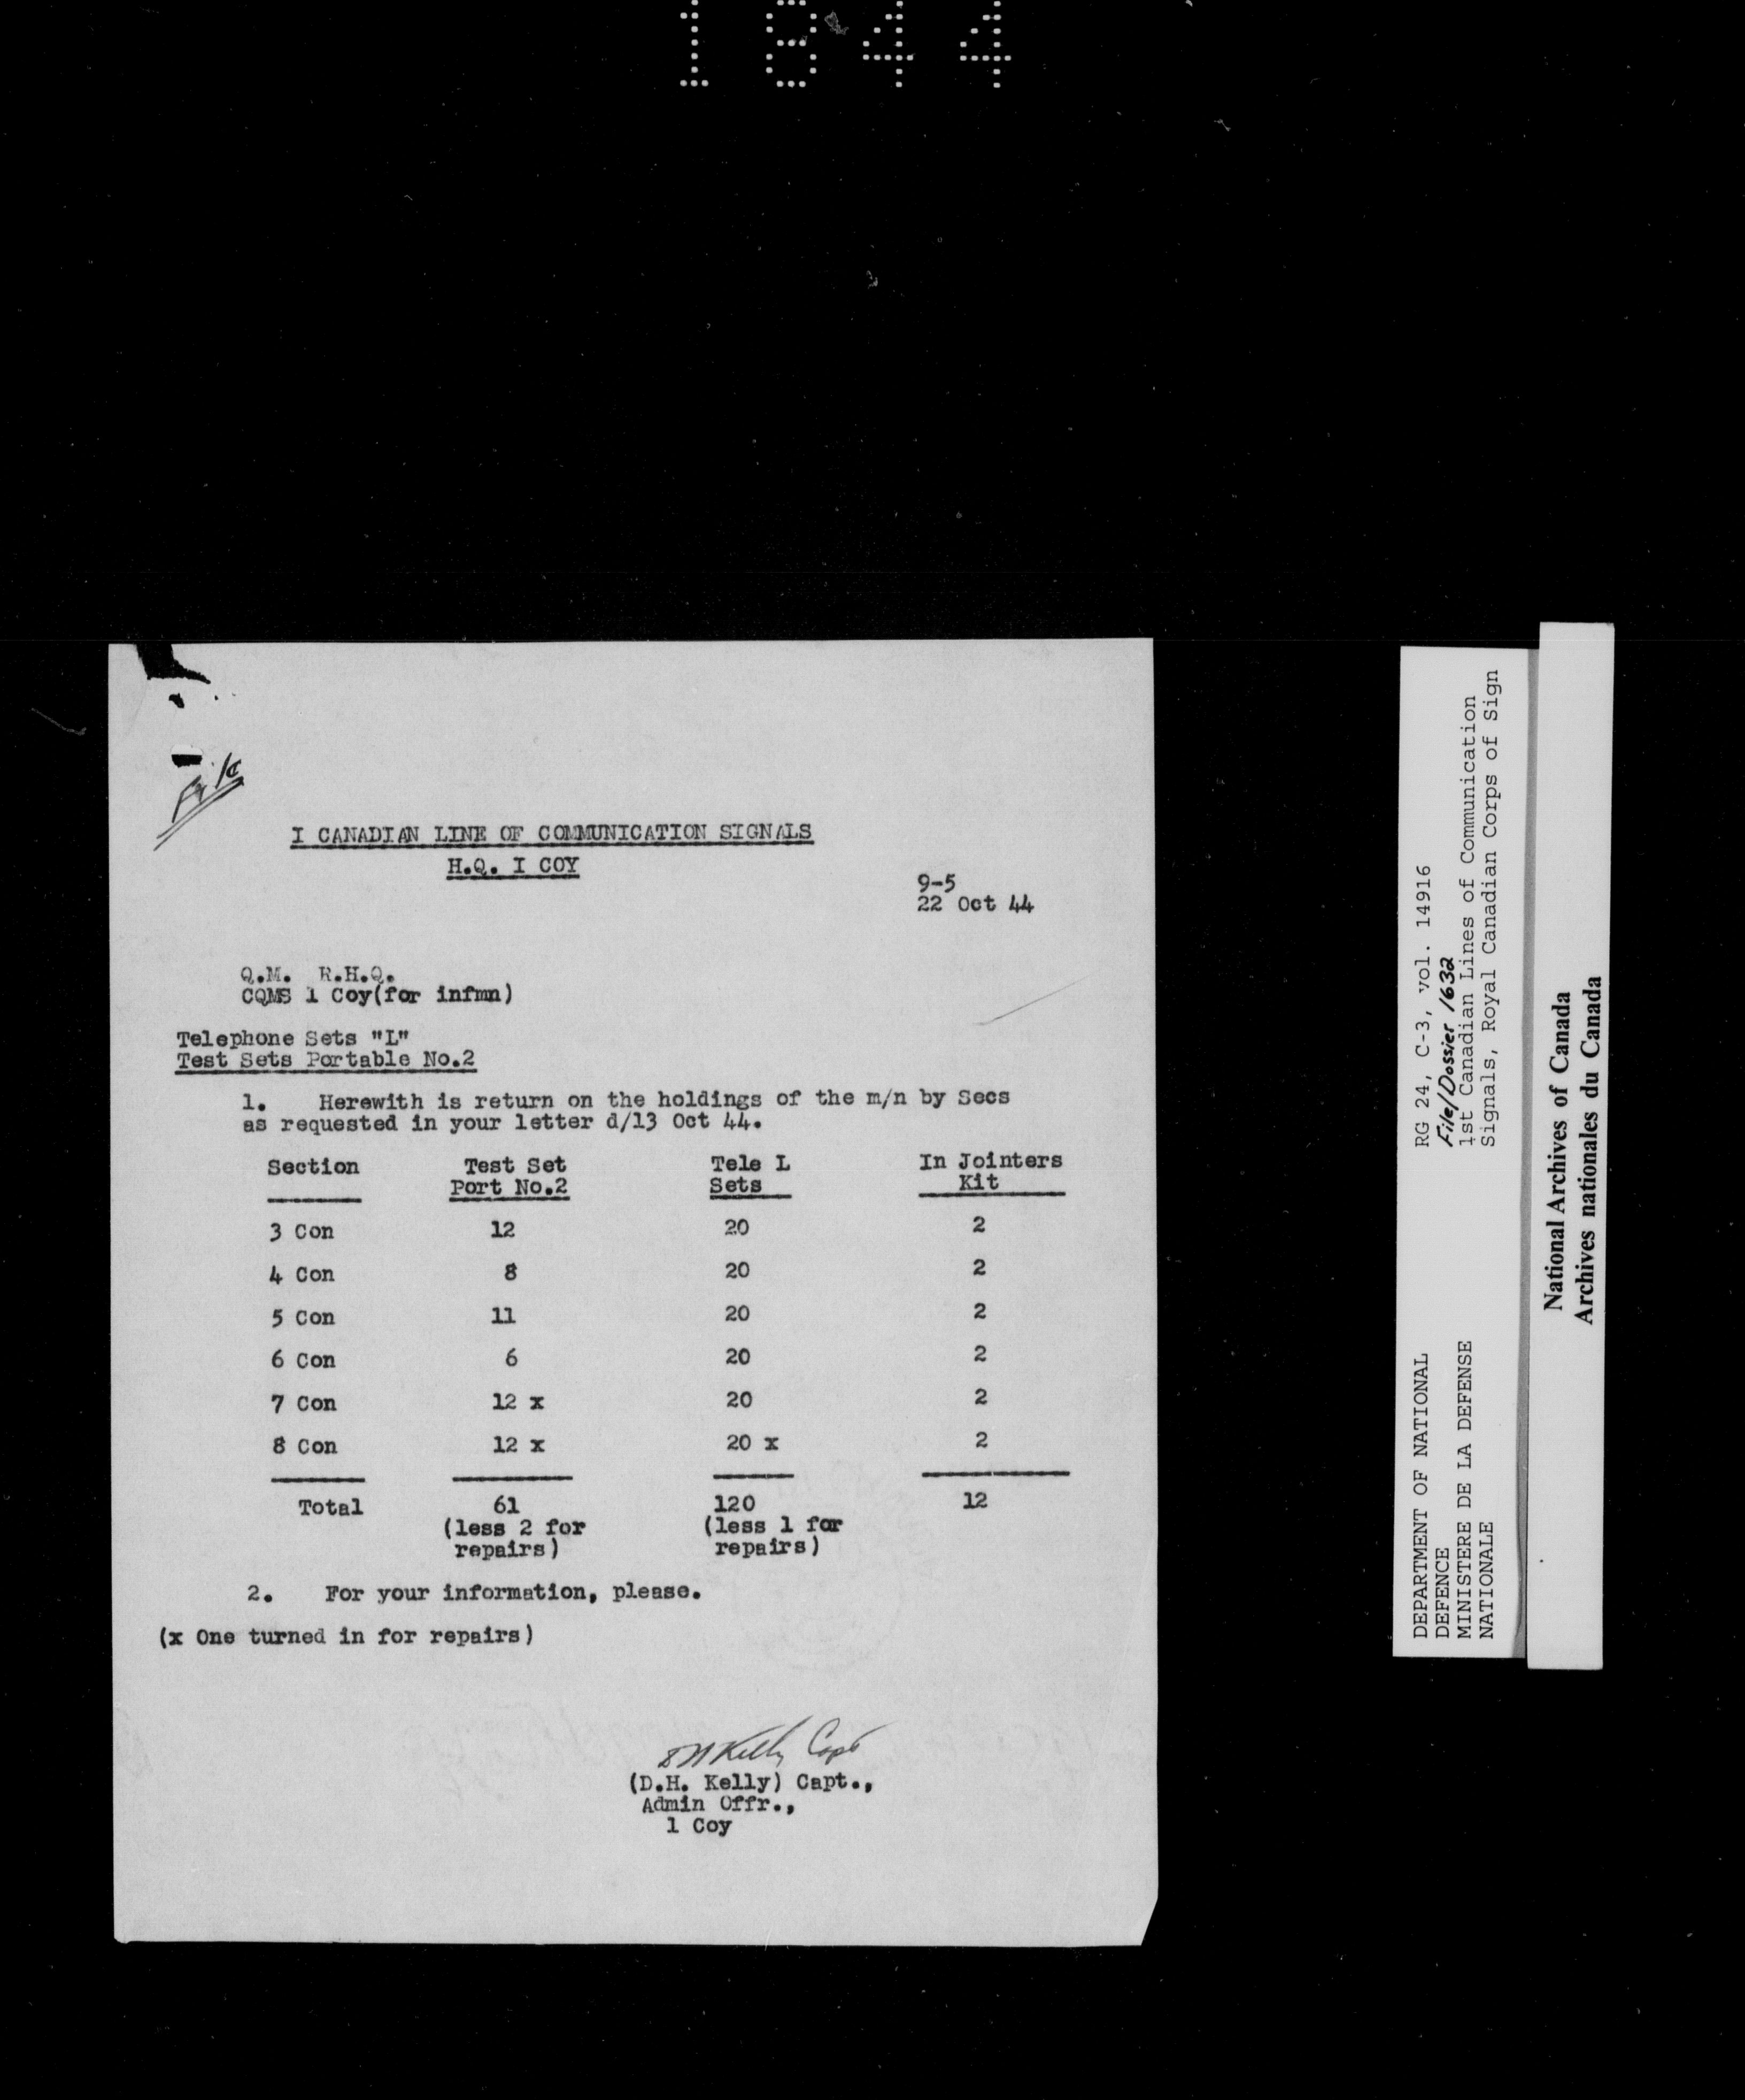 1844
File
I CANADIAN LINE OF COMMUNICATION SIGNALS
H.Q. I COY
9-5
22 Oct 44
Q.M. R.H.Q.
CQMS 1 Coy(for infmn)
Telephone Sets "L"
Test Sets Portable No.2
1. Herewith is return on the holdings of the m/n by Secs
as requested in your letter d/13 Oct 44.
Section Test Set Tele L In Jointers
Port No.2 Sets Kit
3 Con 12 20 2
4 Con 8 20 2
5 Con 11 20 2
6 Con 6 20 2
7 Con 12 x 20 2
8 Con 12 x 20 x 2
Total 61 120 12
(less 2 for (less 1 for
repairs) repairs)
2. For your information, please.
(x One turned in for repairs)
DH Kelly Capt
(D.H. Kelly) Capt.,
Admin Offr.,
1 Coy
DEPARTMENT OF NATIONAL
DEFENCE
MINISTERE DE LA DEFENSE
NATIONALE
RG 24, C-3, vol. 14916
File/Dossier 1632
1st Canadian Lines of Communication
Signals, Royal Canadian Corps of Sign
National Archives of Canada
Archives nationales du Canada